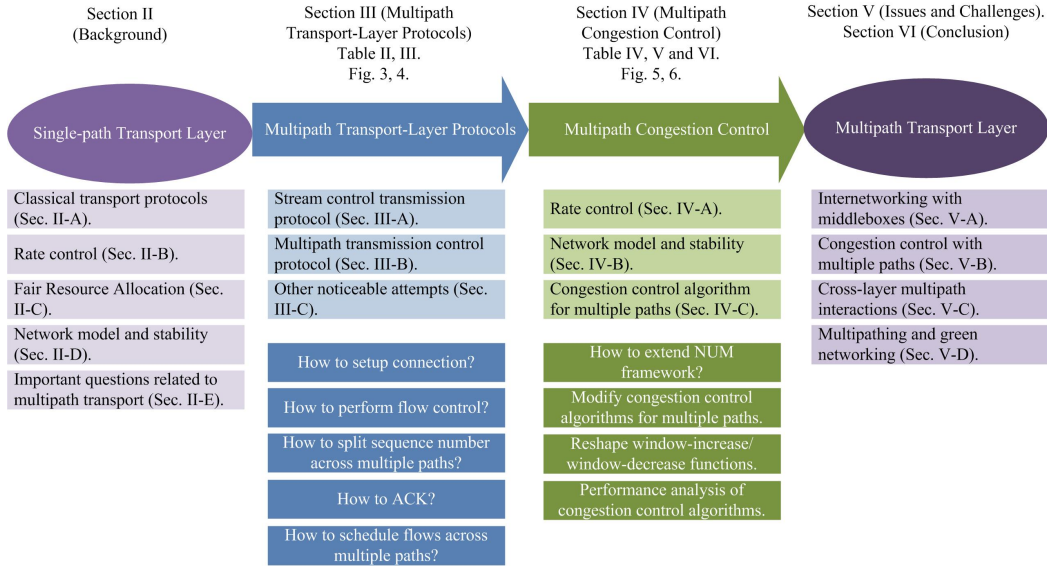 Section II
(Background)
Section III (Multipath
Transport-Layer Protocols)
Table II, III.
Fig. 3, 4.
Section IV (Multipath
Congestion Control)
Table IV, V and VI.
Fig. 5, 6.
Section V (Issues and Challenges).
Section VI (Conclusion)
Single-path Transport Layer
Multipath Transport-Layer Protocols
Multipath Congestion Control
Multipath Transport Layer
Classical transport protocols
(Sec. II-A).
Rate control (Sec. II-B).
Fair Resource Allocation (Sec.
II-C).
Network model and stability
(Sec. II-D).
Important questions related to
multipath transport (Sec. II-E).
Stream control transmission
protocol (Sec. III-A).
Multipath transmission control
protocol (Sec. III-B).
Other noticeable attempts (Sec.
III-C).
How to setup connection?
How to perform flow control?
How to split sequence number
across multiple paths?
How to ACK?
How to schedule flows across
multiple paths?
Rate control (Sec. IV-A).
Network model and stability
(Sec. IV-B).
Congestion control algorithm
for multiple paths (Sec. IV-C).
How to extend NUM
framework?
Modify congestion control
algorithms for multiple paths.
Reshape window-increase/
window-decrease functions.
Performance analysis of
congestion control algorithms.
Internetworking with
middleboxes (Sec. V-A).
Congestion control with
multiple paths (Sec. V-B).
Cross-layer multipath
interactions (Sec. V-C).
Multipathing and green
networking (Sec. V-D).